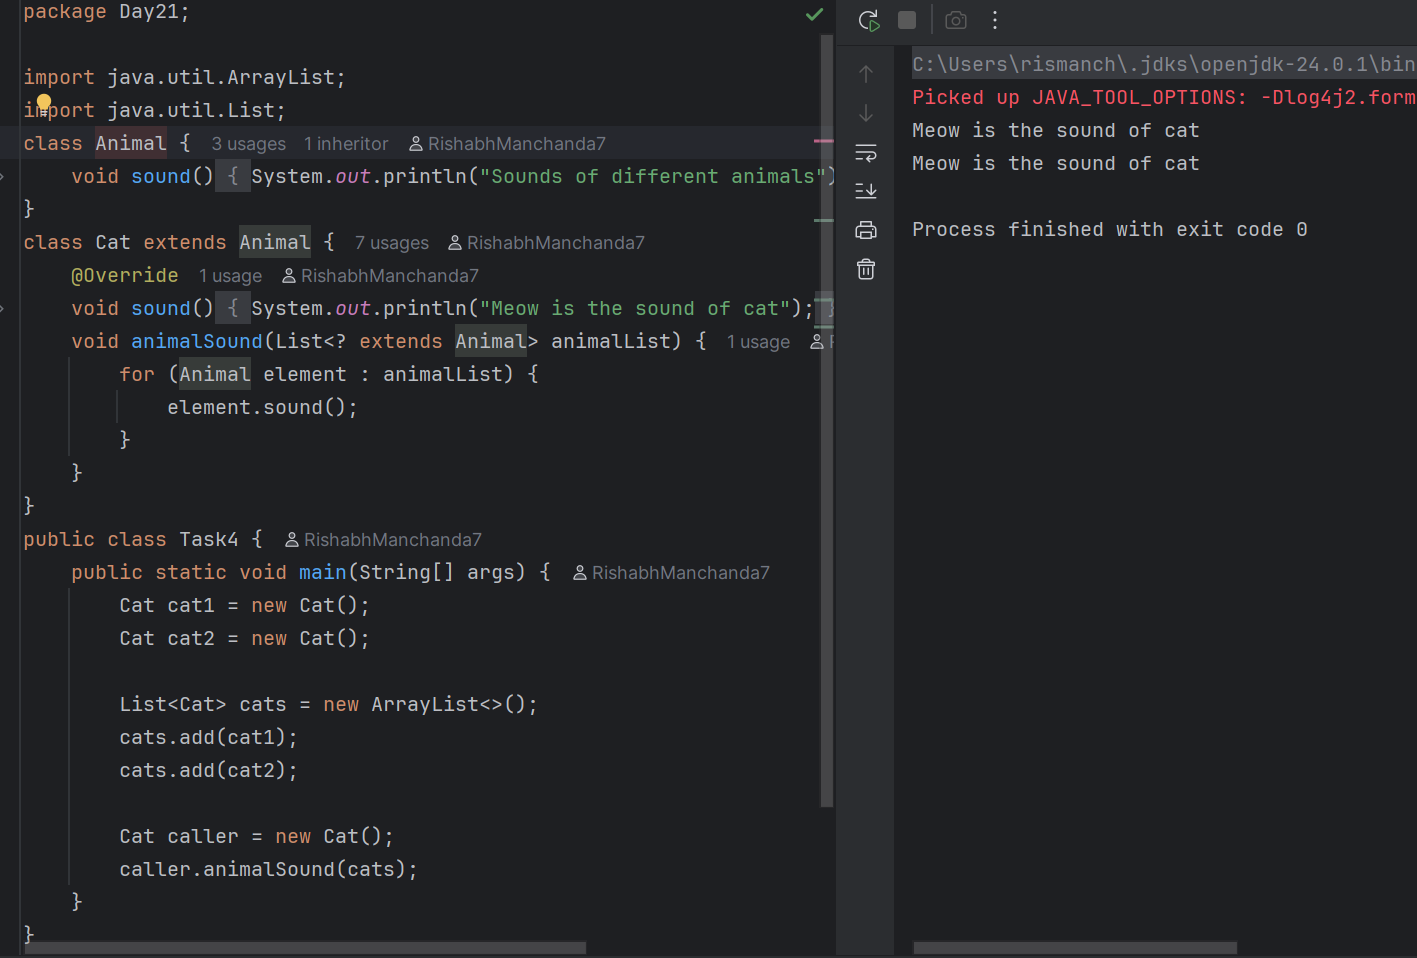 package Day21;
import java.util.ArrayList;
import java.util.List;
class Animal { 3 usages 1 inheritor RishabhManchanda7
void sound() { System.out.println("Sounds of different animals")
}
class Cat extends Animal { 7 usages RishabhManchanda7
@Override 1 usage RishabhManchanda7
void sound() { System.out.println("Meow is the sound of cat"); }
void animalSound(List<? extends Animal> animalList) { 1 usage
for (Animal element : animalList) {
element.sound();
}
}
}
public class Task4 { RishabhManchanda7
public static void main(String[] args) { RishabhManchanda7
Cat cat1 = new Cat();
Cat cat2 = new Cat();
List<Cat> cats = new ArrayList<>();
cats.add(cat1);
cats.add(cat2);
Cat caller = new Cat();
caller.animalSound(cats);
}
}
C:\Users\rismanch\.jdks\openjdk-24.0.1\bin
Picked up JAVA_TOOL_OPTIONS: -Dlog4j2.form
Meow is the sound of cat
Meow is the sound of cat
Process finished with exit code 0